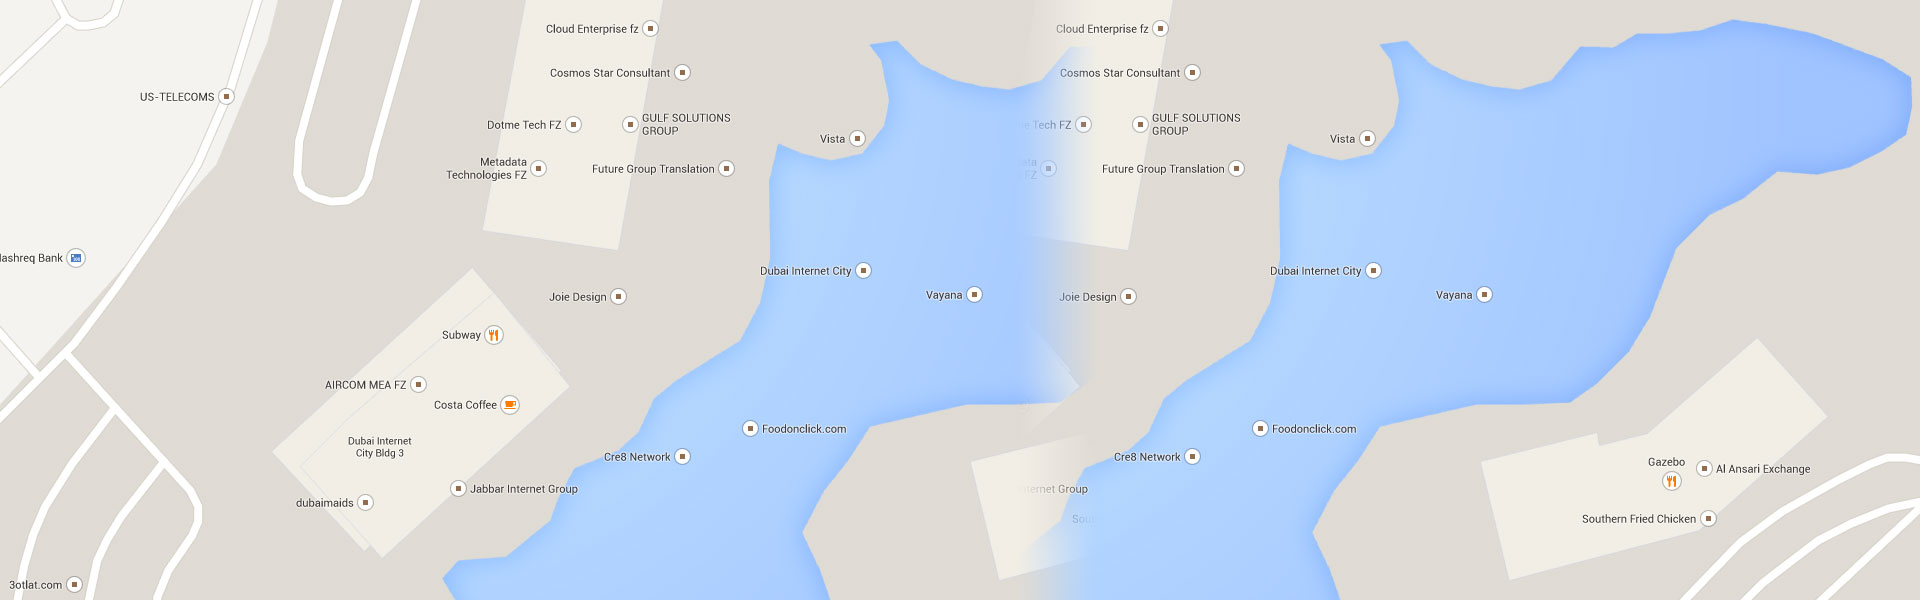 Cloud Enterprise fz
Cloud Enterprise fz
Cosmos Star Consultant
Cosmos Star Consultant
US-TELECOMS
Dotme Tech FZ
GULF SOLUTIONS
GROUP
Tech FZ
GULF SOLUTIONS
GROUP
Vista
Vista
Metadata
Technologies FZ
Future Group Translation
FZ
Future Group Translation
Bank
Dubai Internet City
Dubai Internet City
Joie Design
Vayana
Joie Design
Vayana
Subway
AIRCOM MEA FZ
Costa Coffee
Foodonclick.com
Foodonclick.com
Dubai Internet
City Bldg 3
Cre8 Network
Cre8 Network
Gazebo
Al Ansari Exchange
Jabbar Internet Group
Group
dubaimaids
Southern Fried Chicken
3otlat.com